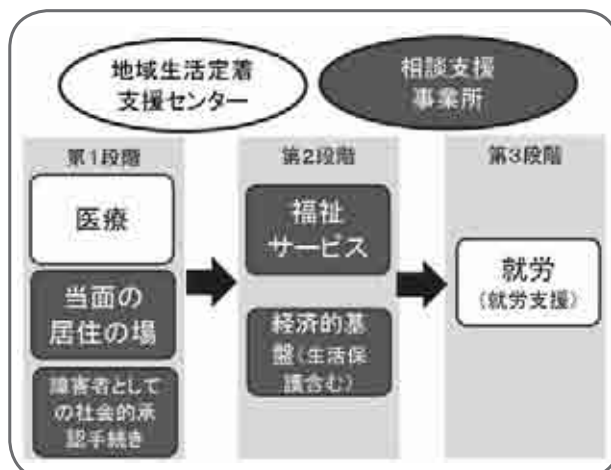 地域生活定着
支援センター
相談支援
事業所
第1段階
医療
当面の
居住の場
障害者として
の社会的承
認手続き
第2段階
福祉
サービス
経済的基
盤(生活保
護含む)
第3段階
就労
(就労支援)